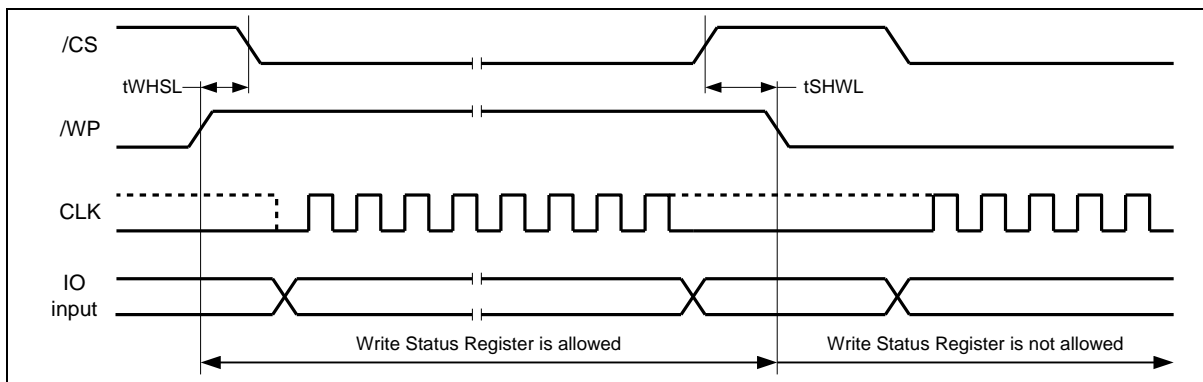 /CS
tWHSL
tSHWL
/WP
CLK
IO
input
Write Status Register is allowed
Write Status Register is not allowed